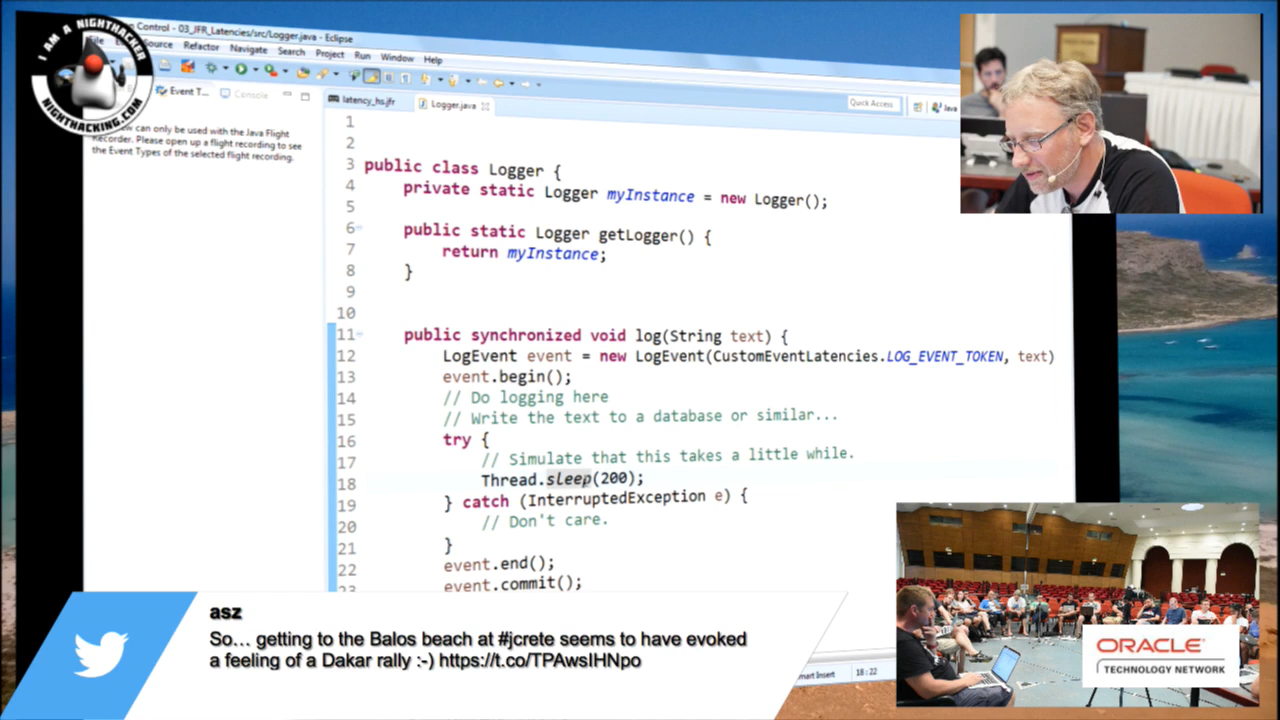 I AM A NIGHTHACKER
NIGHTHACKING.COM
Control - 03_JFR_Latencies/src/Logger.java - Eclipse
File
Source Refactor Navigate Search Project Run Window Help
Event T... Console
can only be used with the Java Flight
Recorder. Please open up a flight recording to see
the Event Types of the selected flight recording.
latency_hs.jfr Logger.java
Quick Access
Java
1
2
3 public class Logger {
4 private static Logger myInstance = new Logger();
5
6 public static Logger getLogger() {
7 return myInstance;
8 }
9
10
11 public synchronized void log(String text) {
12 LogEvent event = new LogEvent(CustomEventLatencies.LOG_EVENT_TOKEN, text)
13 event.begin();
14 // Do logging here
15 // Write the text to a database or similar...
16 try {
17 // Simulate that this takes a little while.
18 Thread.sleep(200);
19 } catch (InterruptedException e) {
20 // Don't care.
21 }
22 event.end();
23 event.commit();
asz
So... getting to the Balos beach at #jcrete seems to have evoked
a feeling of a Dakar rally :-) https://t.co/TPAwsIHNpo
Insert 18 : 22
ORACLE
TECHNOLOGY NETWORK